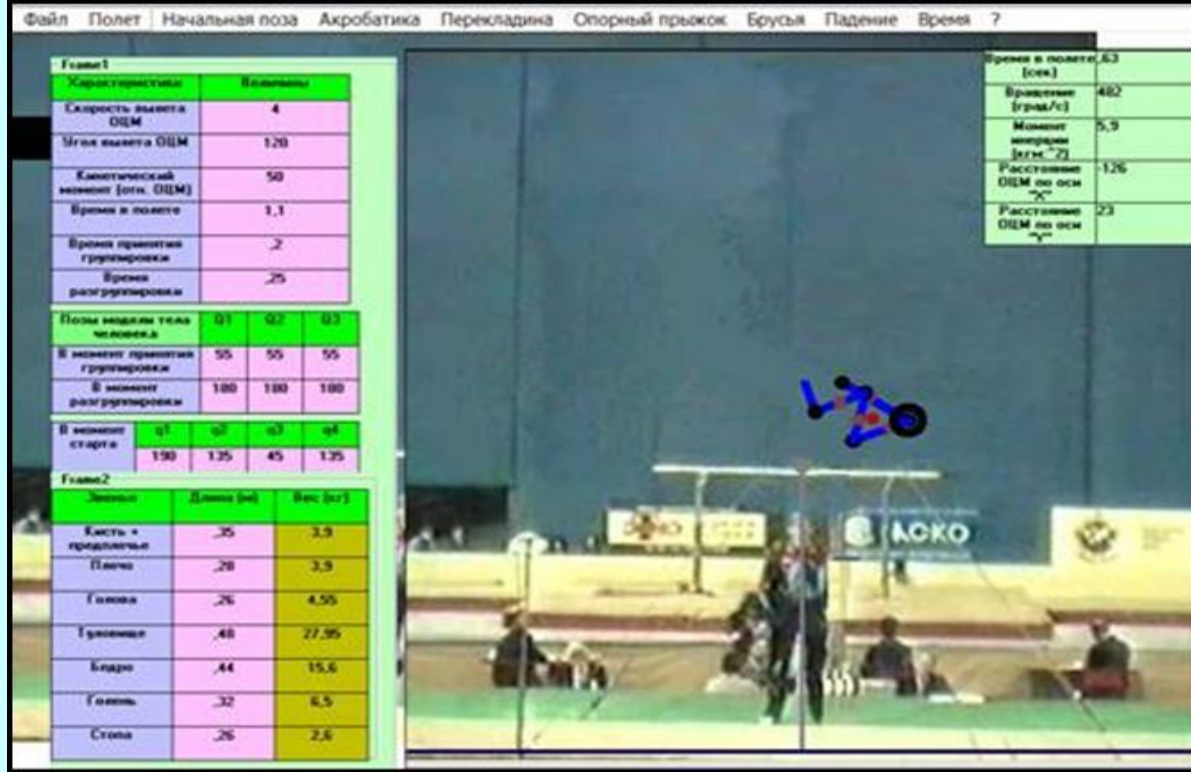 Файл Полет Начальная поза Акробатика Перекладина Опорный прыжок Брусья Падение Время ?
Frame1
Характеристики Величины
Скорость вылета ОЦМ 4
Угол вылета ОЦМ 120
Кинетический момент (отн. ОЦМ) 50
Время в полете 1,1
Время принятия группировки ,2
Время разгруппировки ,25
Позы модели тела человека Q1 Q2 Q3
В момент принятия группировки 55 55 55
В момент разгруппировки 180 180 180
В момент старта q1 q2 q3 q4
190 135 45 135
Frame2
Звенья Длина (м) Вес (кг)
Кисть + предплечье ,35 3,9
Плечо ,28 3,9
Голова ,26 4,55
Туловище ,48 27,95
Бедро ,44 15,6
Голень ,32 6,5
Стопа ,26 2,6
Время в полете (сек) ,63
Вращение (град/с) 482
Момент инерции (кгм^2) 5,9
Расстояние ОЦМ по оси "X" -126
Расстояние ОЦМ по оси "Y" 23
АСКО